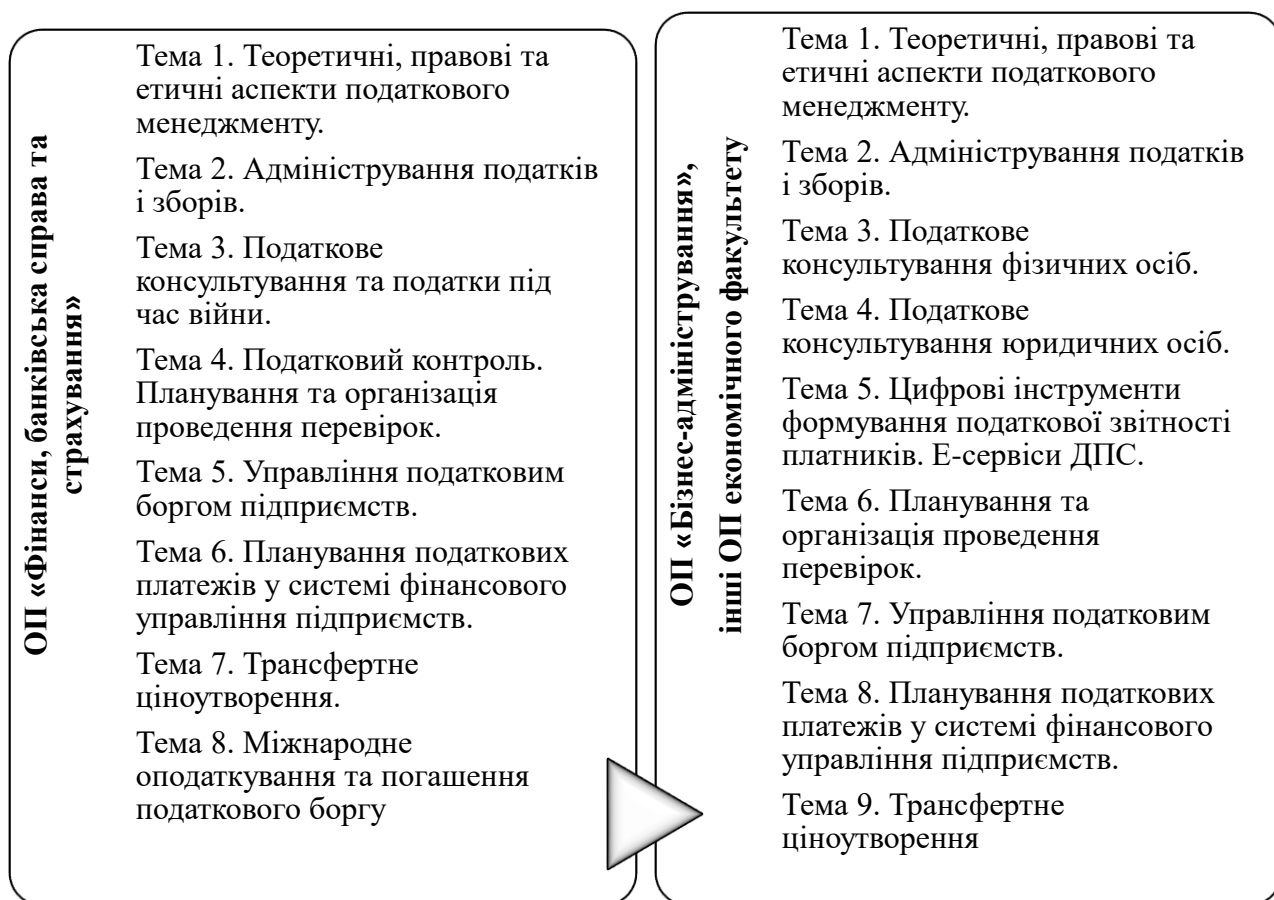 ОП «Фінанси, банківська справа та
страхування»
Тема 1. Теоретичні, правові та
етичні аспекти податкового
менеджменту.
Тема 2. Адміністрування податків
і зборів.
Тема 3. Податкове
консультування та податки під
час війни.
Тема 4. Податковий контроль.
Планування та організація
проведення перевірок.
Тема 5. Управління податковим
боргом підприємств.
Тема 6. Планування податкових
платежів у системі фінансового
управління підприємств.
Тема 7. Трансфертне
ціноутворення.
Тема 8. Міжнародне
оподаткування та погашення
податкового боргу
ОП «Бізнес-адміністрування»,
інші ОП економічного факультету
Тема 1. Теоретичні, правові та
етичні аспекти податкового
менеджменту.
Тема 2. Адміністрування податків
і зборів.
Тема 3. Податкове
консультування фізичних осіб.
Тема 4. Податкове
консультування юридичних осіб.
Тема 5. Цифрові інструменти
формування податкової звітності
платників. Е-сервіси ДПС.
Тема 6. Планування та
організація проведення
перевірок.
Тема 7. Управління податковим
боргом підприємств.
Тема 8. Планування податкових
платежів у системі фінансового
управління підприємств.
Тема 9. Трансфертне
ціноутворення